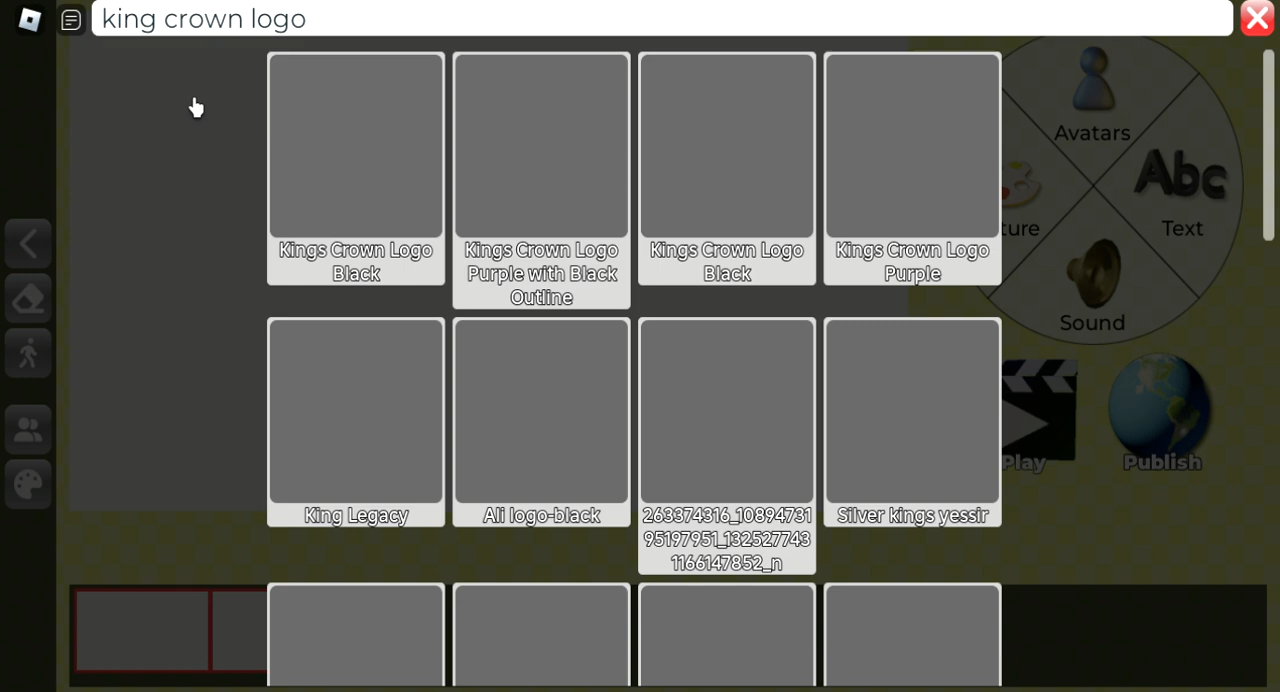 king crown logo
Avatars
Abc
ture
Text
Sound
Kings Crown Logo
Black
Kings Crown Logo
Purple with Black
Outline
Kings Crown Logo
Black
Kings Crown Logo
Purple
King Legacy
Ali logo-black
263374316_10894731
95197951_132527743
1166147852_n
Silver kings yessir
Play
Publish